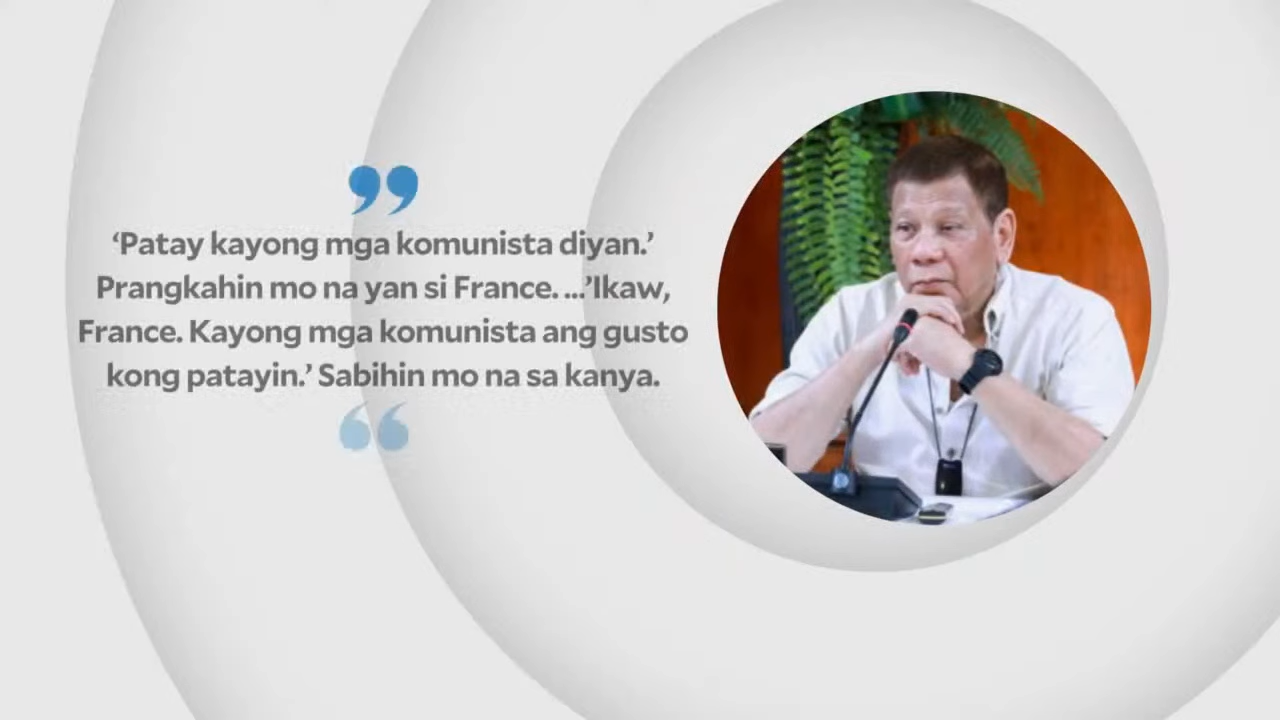 ‘Patay kayong mga komunista diyan.’
Prangkahin mo na yan si France. ...’Ikaw,
France. Kayong mga komunista ang gusto
kong patayin.’ Sabihin mo na sa kanya.